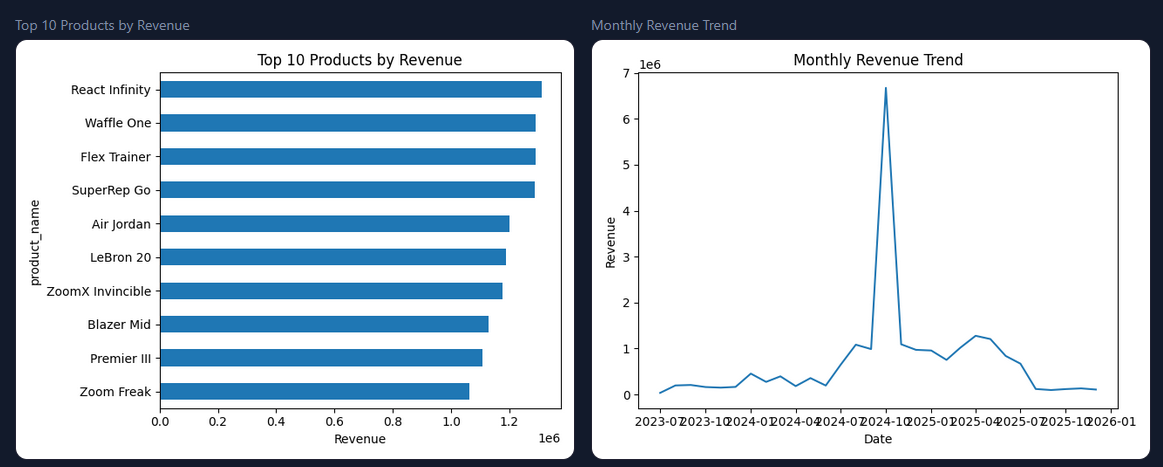 Top 10 Products by Revenue
Top 10 Products by Revenue
product_name
React Infinity
Waffle One
Flex Trainer
SuperRep Go
Air Jordan
LeBron 20
ZoomX Invincible
Blazer Mid
Premier III
Zoom Freak
0.0 0.2 0.4 0.6 0.8 1.0 1.2
1e6
Revenue
Monthly Revenue Trend
Monthly Revenue Trend
1e6
Revenue
7
6
5
4
3
2
1
0
2023-07 2023-10 2024-01 2024-04 2024-07 2024-10 2025-01 2025-04 2025-07 2025-10 2026-01
Date